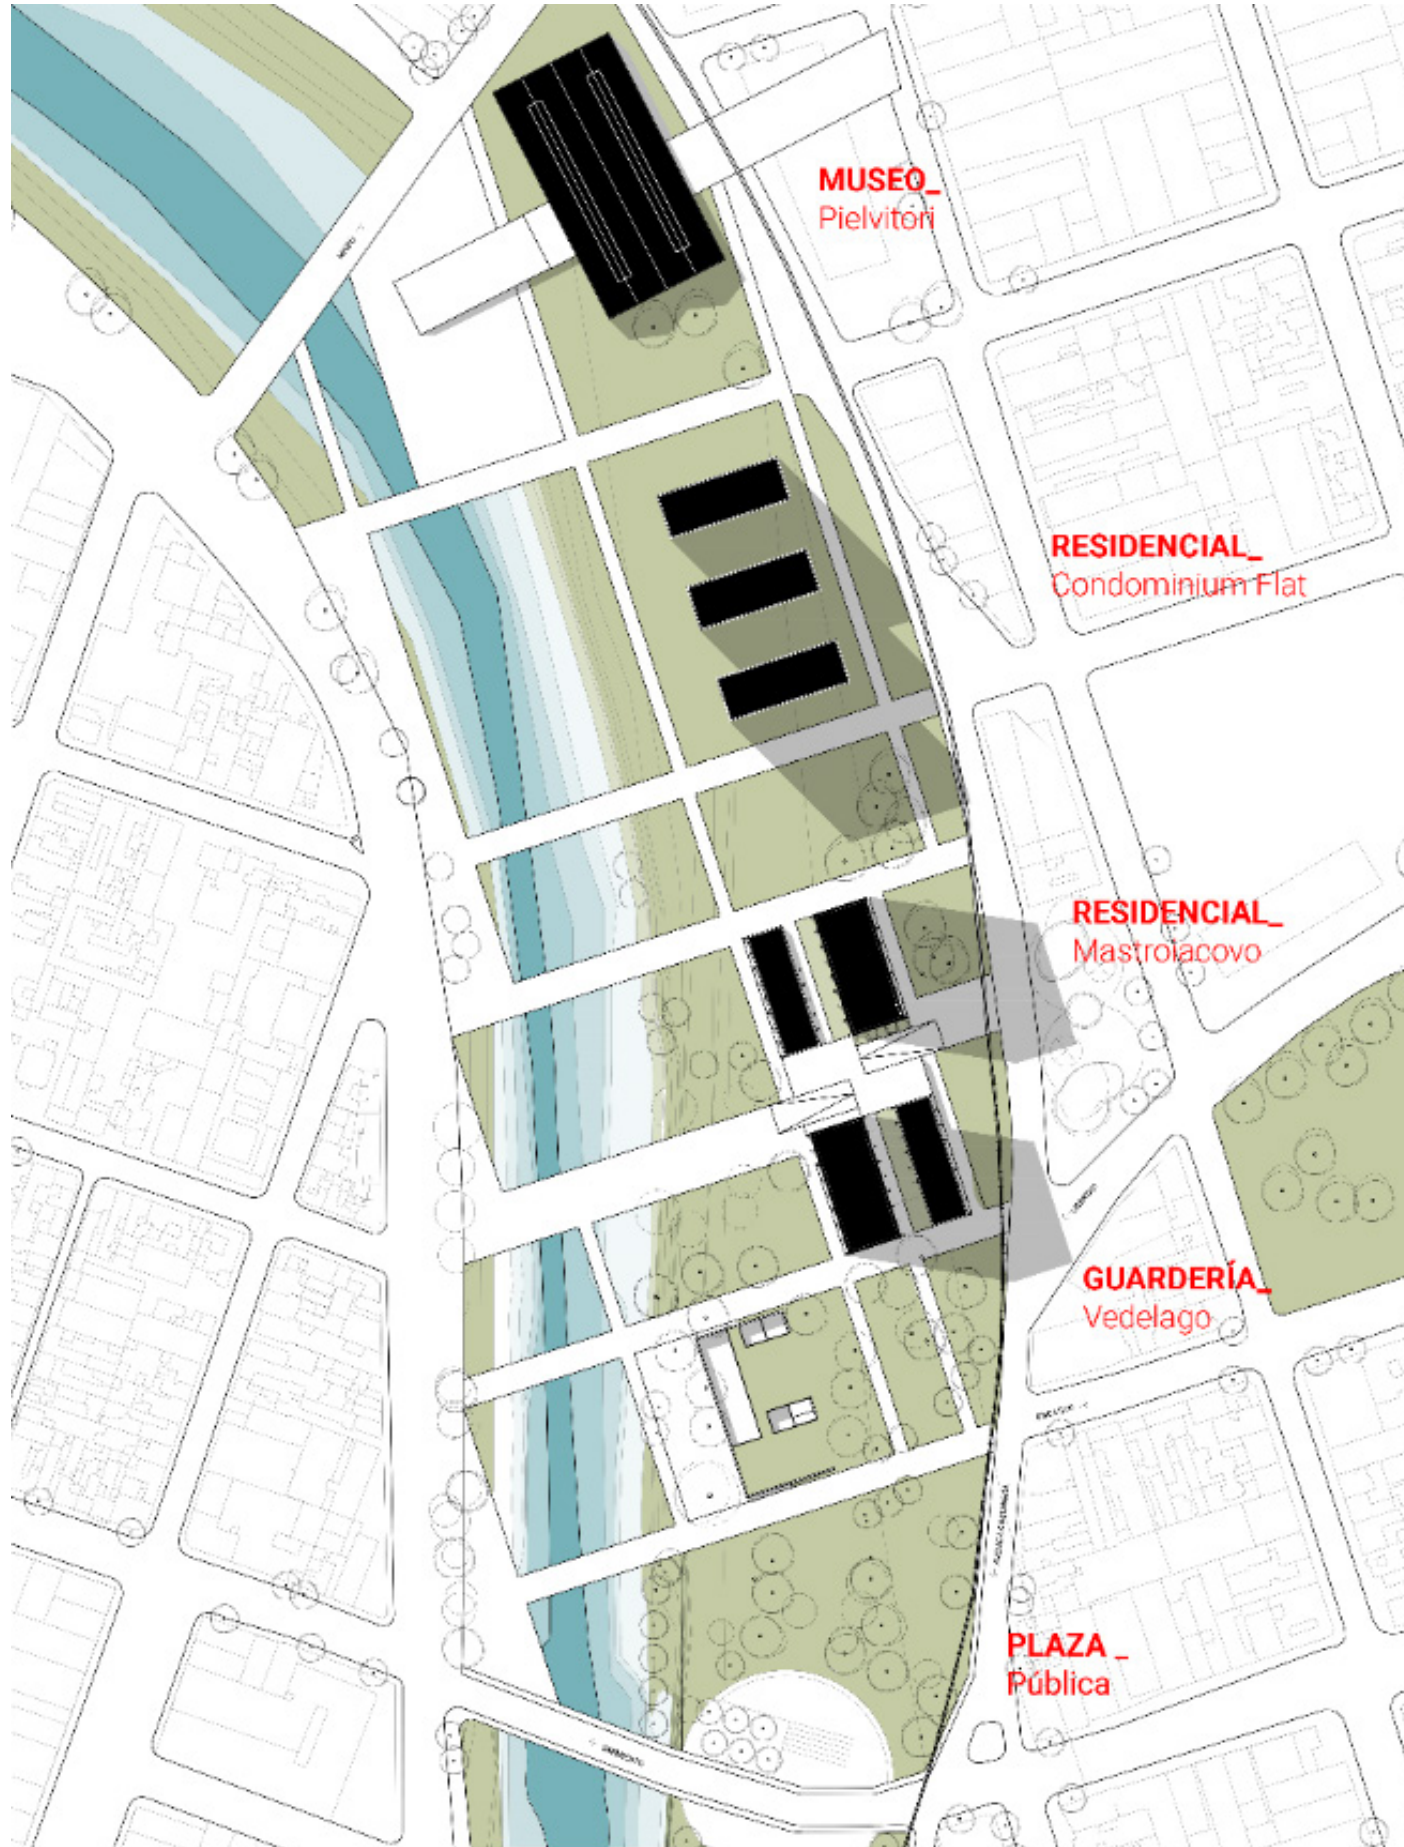 MUSEO_
Pielvitori
RESIDENCIAL_
Condominium Flat
RESIDENCIAL_
Mastroiacovo
GUARDERÍA_
Vedelago
PLAZA _
Pública